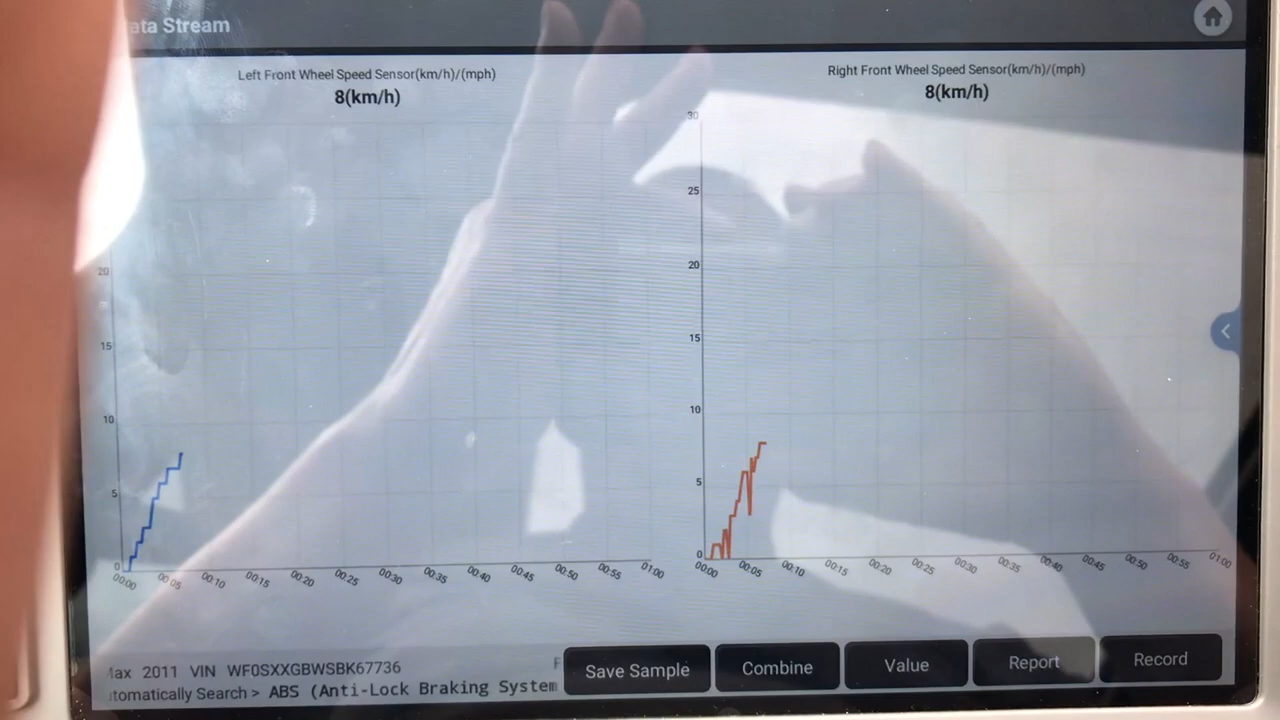 ata Stream
Left Front Wheel Speed Sensor(km/h)/(mph)
8(km/h)
20
15
10
5
0
00:00 00:05 00:10 00:15 00:20 00:25 00:30 00:35 00:40 00:45 00:50 00:55 01:00
Right Front Wheel Speed Sensor(km/h)/(mph)
8(km/h)
30
25
20
15
10
5
0
00:00 00:05 00:10 00:15 00:20 00:25 00:30 00:35 00:40 00:45 00:50 00:55 01:00
Max 2011 VIN WF0SXXGBWSBK67736
utomatically Search > ABS (Anti-Lock Braking System
F
Save Sample
Combine
Value
Report
Record